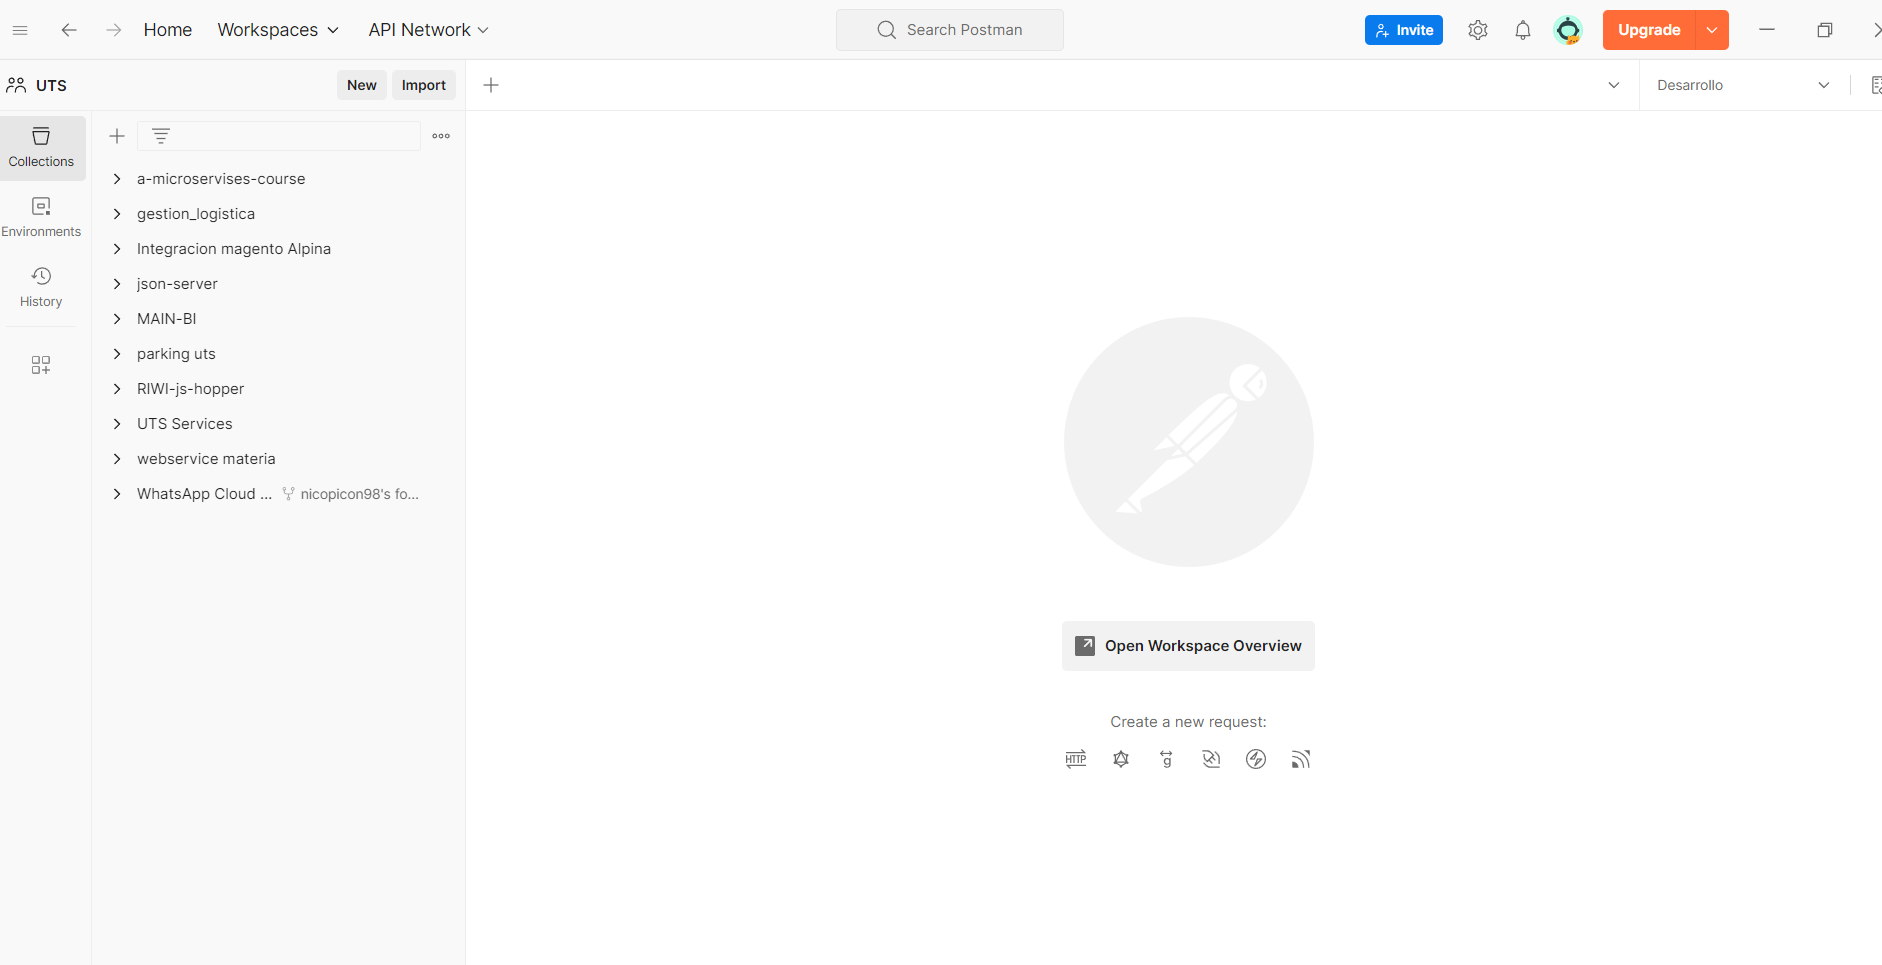 Home Workspaces API Network Search Postman Invite Upgrade
UTS New Import Desarrollo
Collections
Environments
History
a-microservises-course
gestion_logistica
Integracion magento Alpina
json-server
MAIN-BI
parking uts
RIWI-js-hopper
UTS Services
webservice materia
WhatsApp Cloud ... nicopicon98's fo...
Open Workspace Overview
Create a new request:
HTTP g